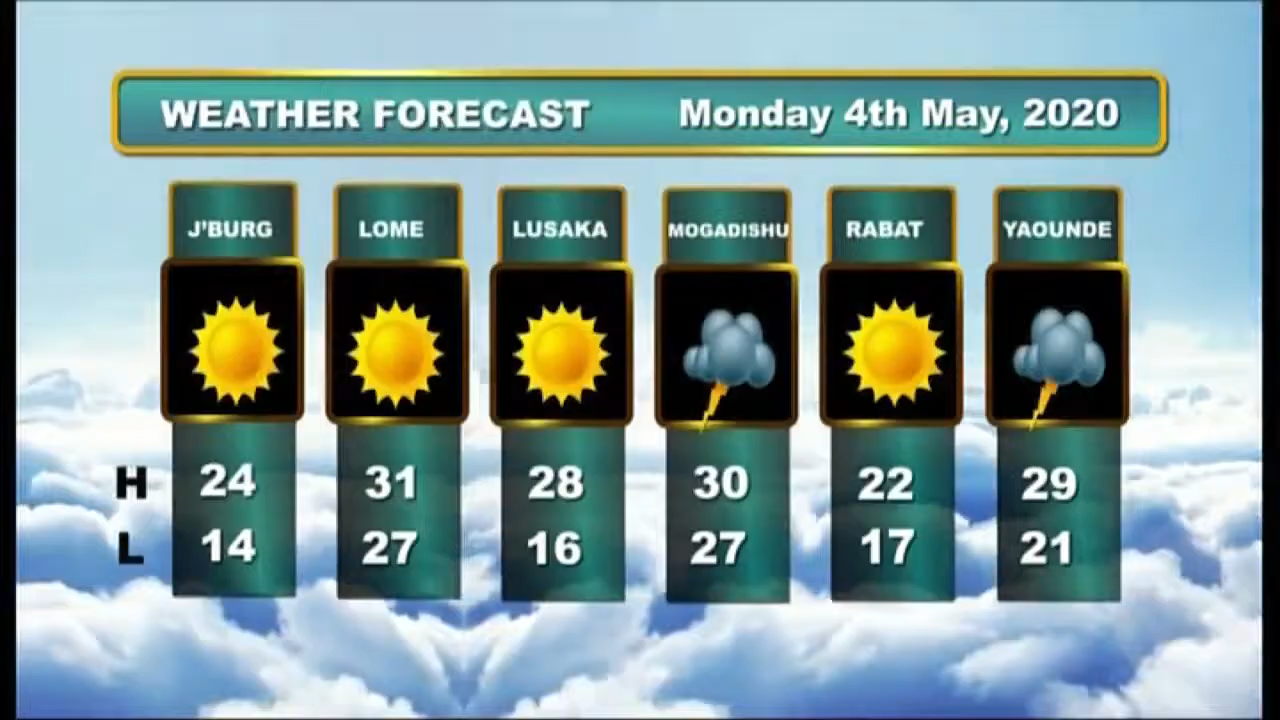 WEATHER FORECAST Monday 4th May, 2020
J'BURG LOME LUSAKA MOGADISHU RABAT YAOUNDE
H 24 31 28 30 22 29
L 14 27 16 27 17 21